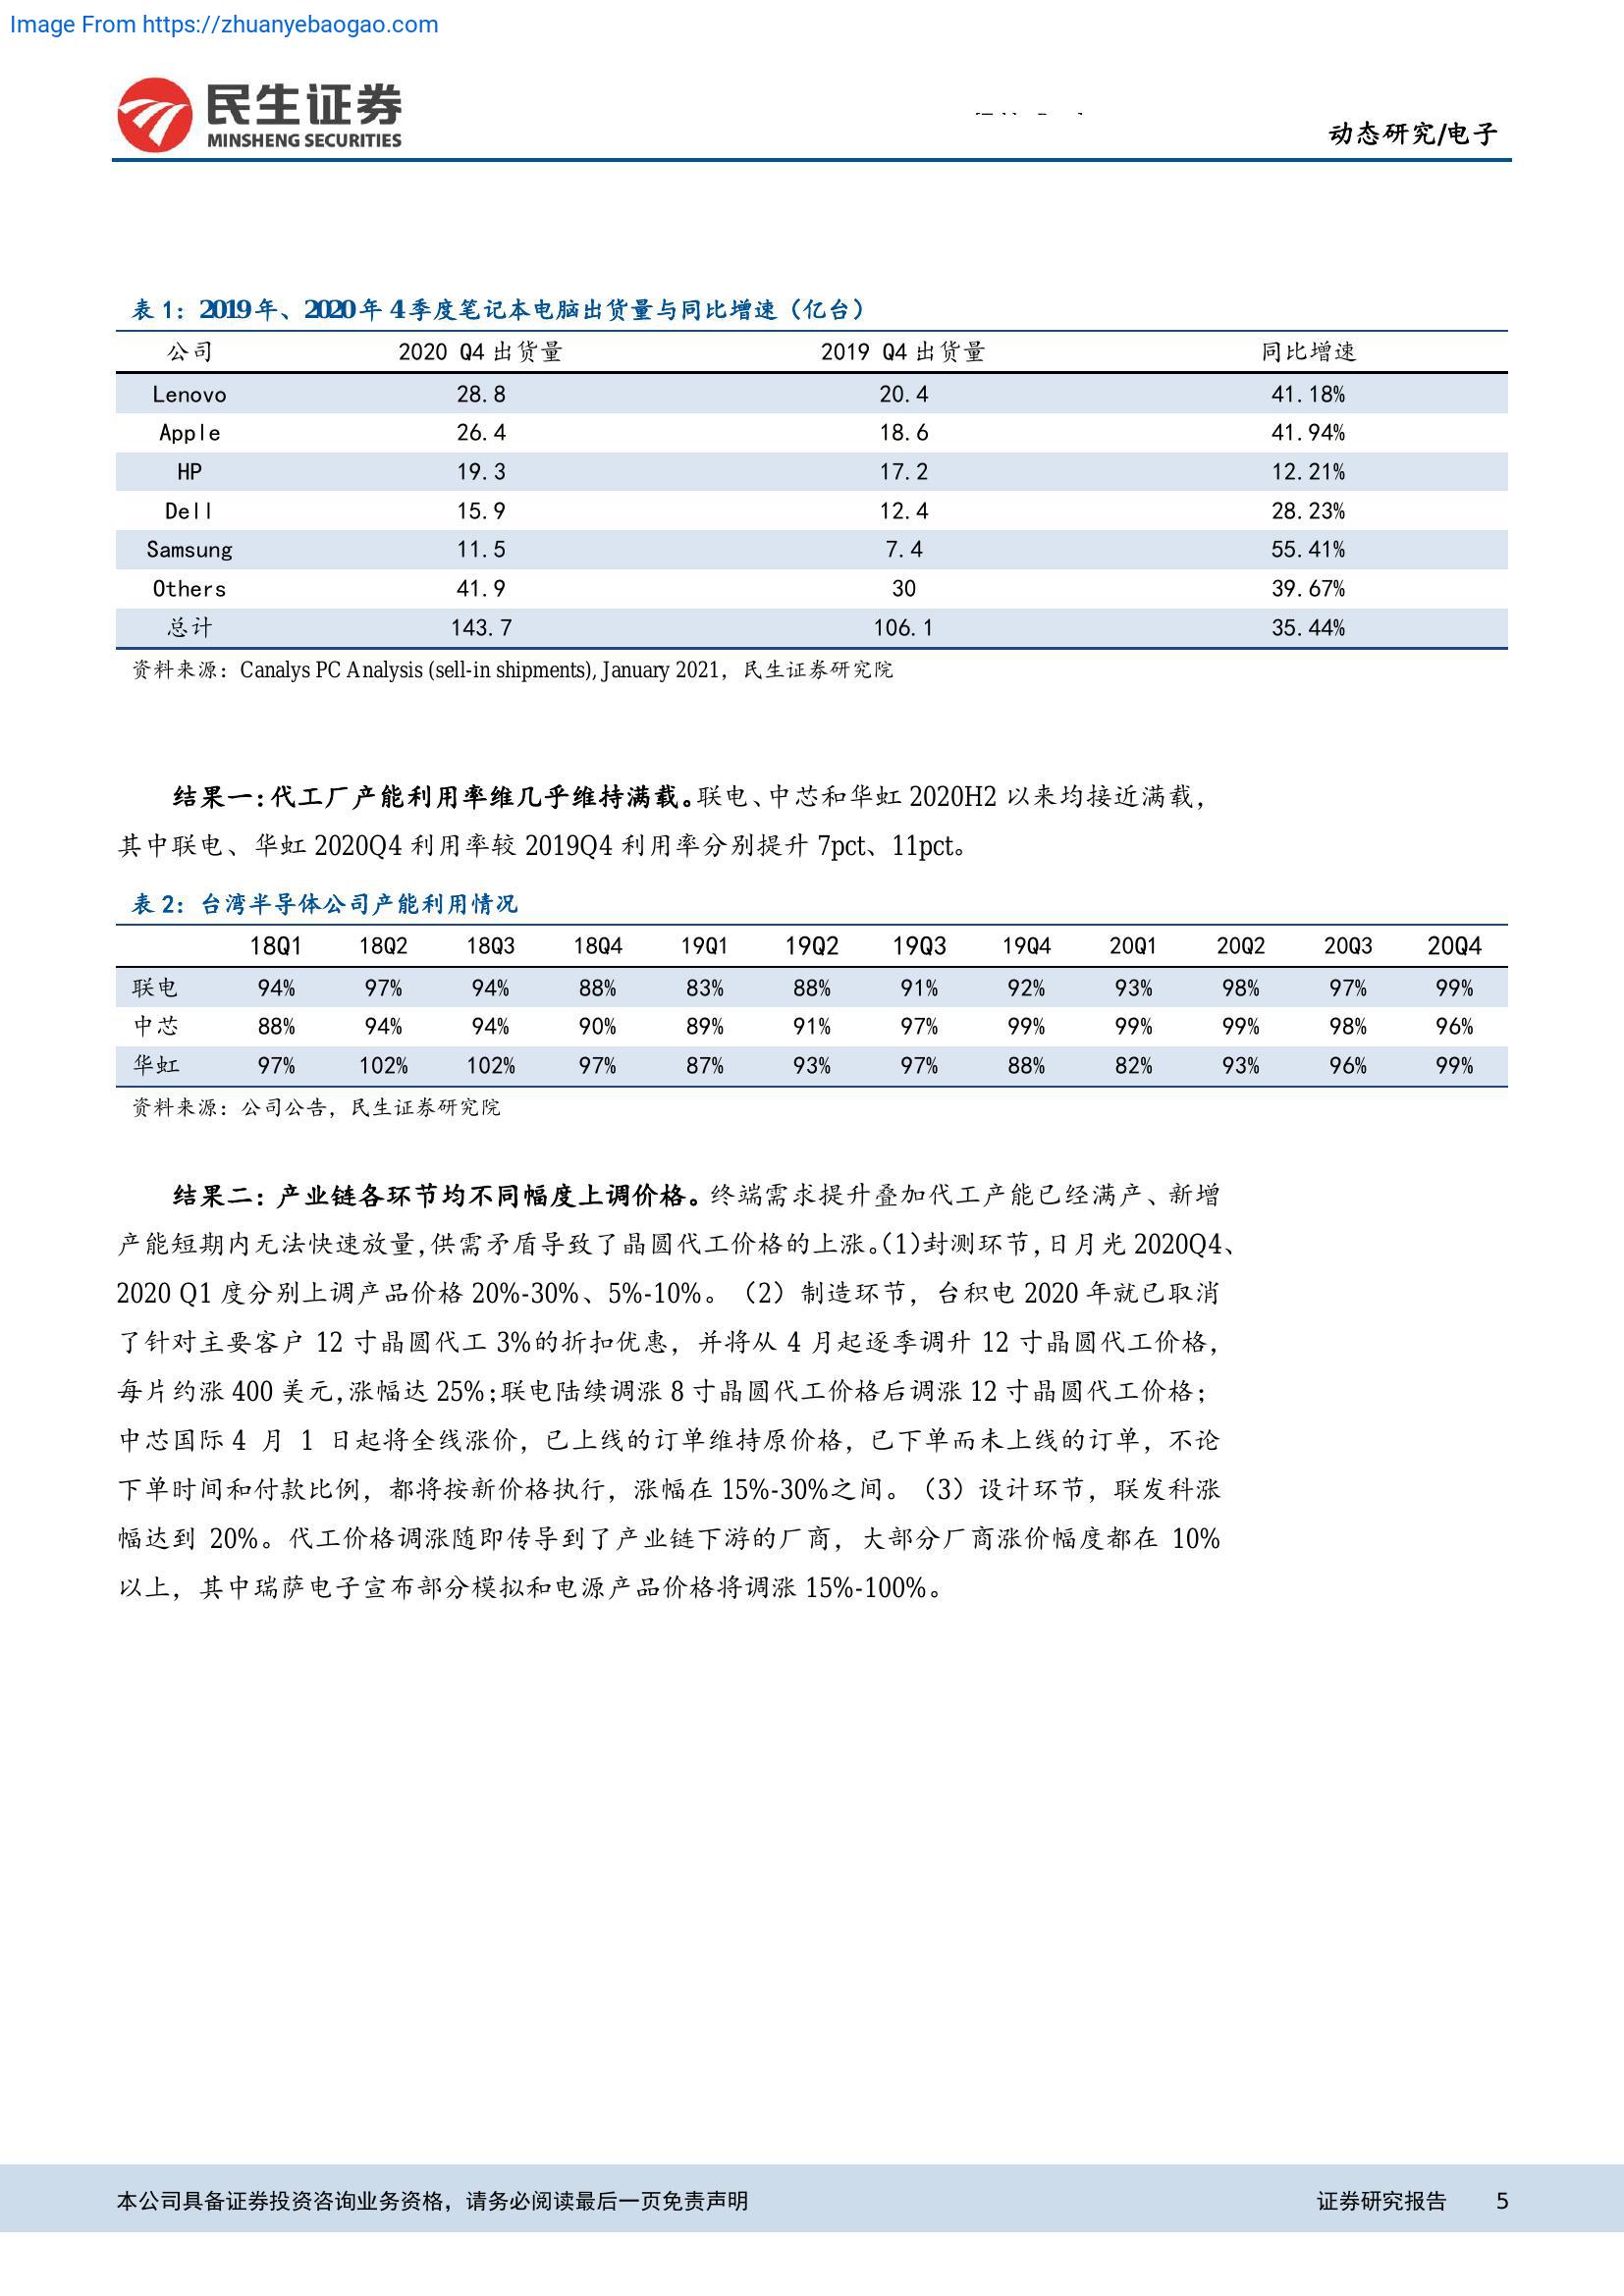 Image From https://zhuanyebaogao.com
民生证券
MINSHENG SECURITIES
动态研究/电子
表 1：2019年、2020年 4季度笔记本电脑出货量与同比增速（亿台）
公司 2020 Q4 出货量 2019 Q4 出货量 同比增速
Lenovo 28.8 20.4 41.18%
Apple 26.4 18.6 41.94%
HP 19.3 17.2 12.21%
Dell 15.9 12.4 28.23%
Samsung 11.5 7.4 55.41%
Others 41.9 30 39.67%
总计 143.7 106.1 35.44%
资料来源：Canalys PC Analysis (sell-in shipments), January 2021，民生证券研究院
结果一：代工厂产能利用率维几乎维持满载。联电、中芯和华虹 2020H2 以来均接近满载，
其中联电、华虹 2020Q4 利用率较 2019Q4 利用率分别提升 7pct、11pct。
表 2：台湾半导体公司产能利用情况
18Q1 18Q2 18Q3 18Q4 19Q1 19Q2 19Q3 19Q4 20Q1 20Q2 20Q3 20Q4
联电 94% 97% 94% 88% 83% 88% 91% 92% 93% 98% 97% 99%
中芯 88% 94% 94% 90% 89% 91% 97% 99% 99% 99% 98% 96%
华虹 97% 102% 102% 97% 87% 93% 97% 88% 82% 93% 96% 99%
资料来源：公司公告，民生证券研究院
结果二：产业链各环节均不同幅度上调价格。终端需求提升叠加代工产能已经满产、新增
产能短期内无法快速放量，供需矛盾导致了晶圆代工价格的上涨。（1）封测环节，日月光 2020Q4、
2020 Q1 度分别上调产品价格 20%-30%、5%-10%。（2）制造环节，台积电 2020 年就已取消
了针对主要客户 12 寸晶圆代工 3%的折扣优惠，并将从 4 月起逐季调升 12 寸晶圆代工价格，
每片约涨 400 美元，涨幅达 25%；联电陆续调涨 8 寸晶圆代工价格后调涨 12 寸晶圆代工价格；
中芯国际 4 月 1 日起将全线涨价，已上线的订单维持原价格，已下单而未上线的订单，不论
下单时间和付款比例，都将按新价格执行，涨幅在 15%-30%之间。（3）设计环节，联发科涨
幅达到 20%。代工价格调涨随即传导到了产业链下游的厂商，大部分厂商涨价幅度都在 10%
以上，其中瑞萨电子宣布部分模拟和电源产品价格将调涨 15%-100%。
本公司具备证券投资咨询业务资格，请务必阅读最后一页免责声明 证券研究报告 5